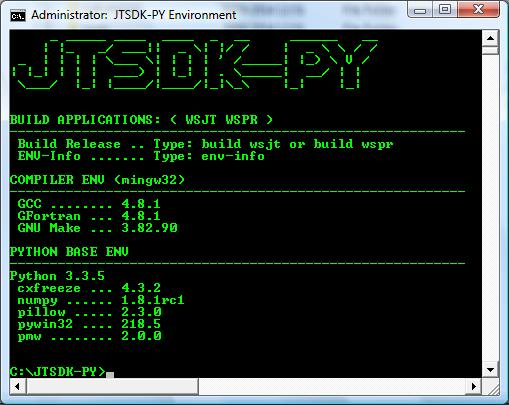 Administrator: JTSDK-PY Environment
JTSDK-PY
BUILD APPLICATIONS: ( WSJT WSPR )
Build Release .. Type: build wsjt or build wspr
ENV-Info ....... Type: env-info
COMPILER ENV (mingw32)
GCC ........ 4.8.1
GFortran ... 4.8.1
GNU Make ... 3.82.90
PYTHON BASE ENV
Python 3.3.5
cxfreeze ... 4.3.2
numpy ...... 1.8.1rc1
pillow ..... 2.3.0
pywin32 .... 218.5
pmw ........ 2.0.0
C:\JTSDK-PY>